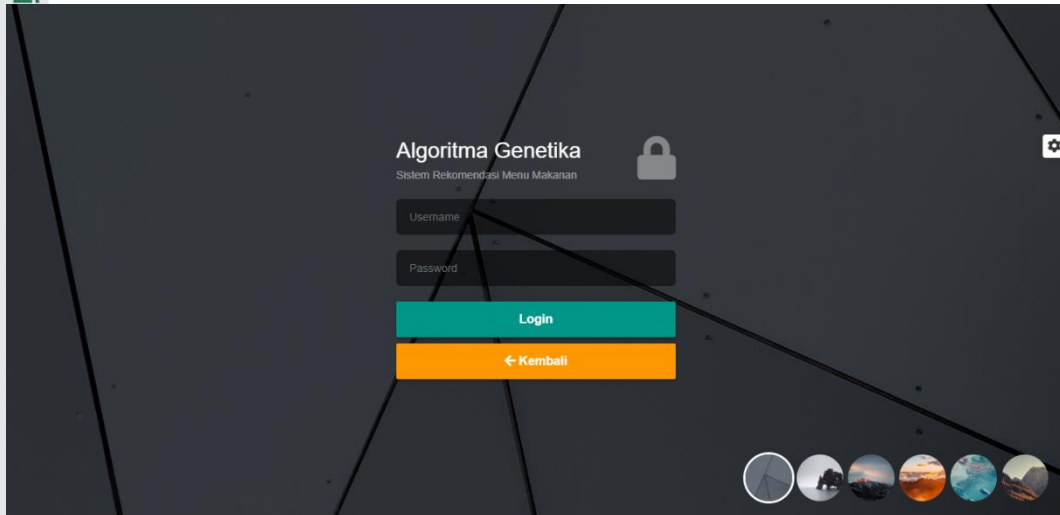 Algoritma Genetika
Sistem Rekomendasi Menu Makanan
Username
Password
Login
Kembali